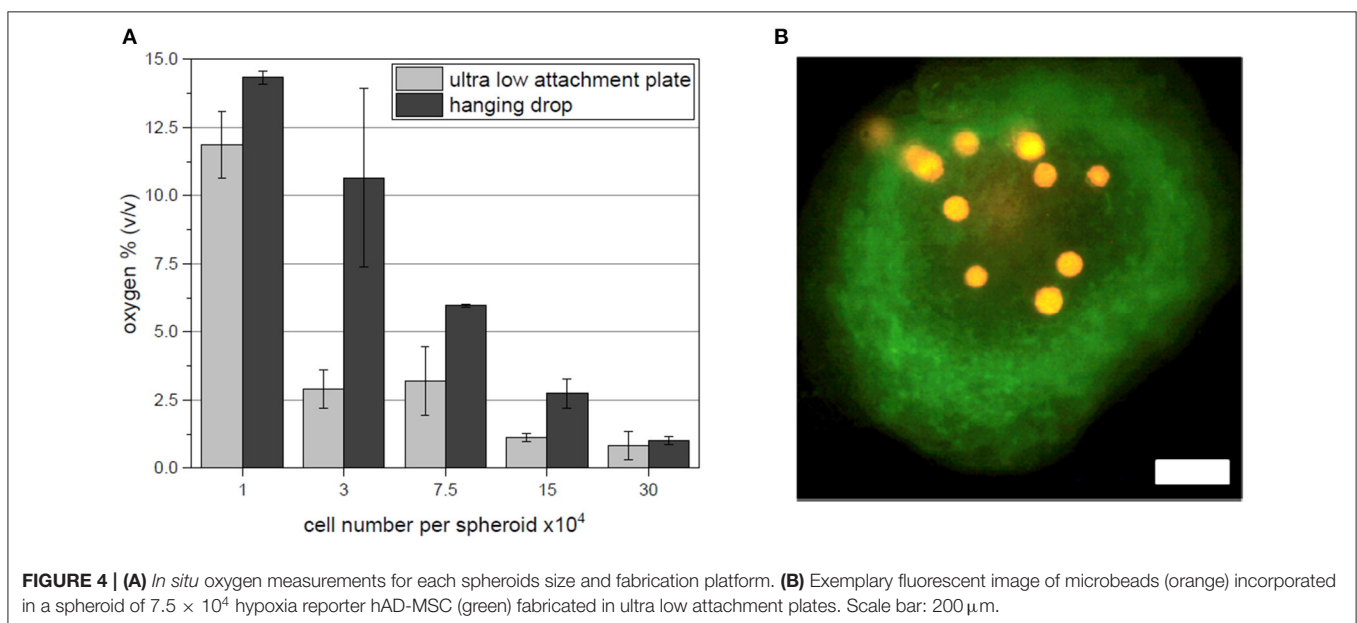 A
B
15.0
12.5
10.0
7.5
5.0
2.5
0.0
oxygen % (v/v)
ultra low attachment plate
hanging drop
1 3 7.5 15 30
cell number per spheroid x10⁴
FIGURE 4 | (A) In situ oxygen measurements for each spheroids size and fabrication platform. (B) Exemplary fluorescent image of microbeads (orange) incorporated
in a spheroid of 7.5 × 10⁴ hypoxia reporter hAD-MSC (green) fabricated in ultra low attachment plates. Scale bar: 200 μm.